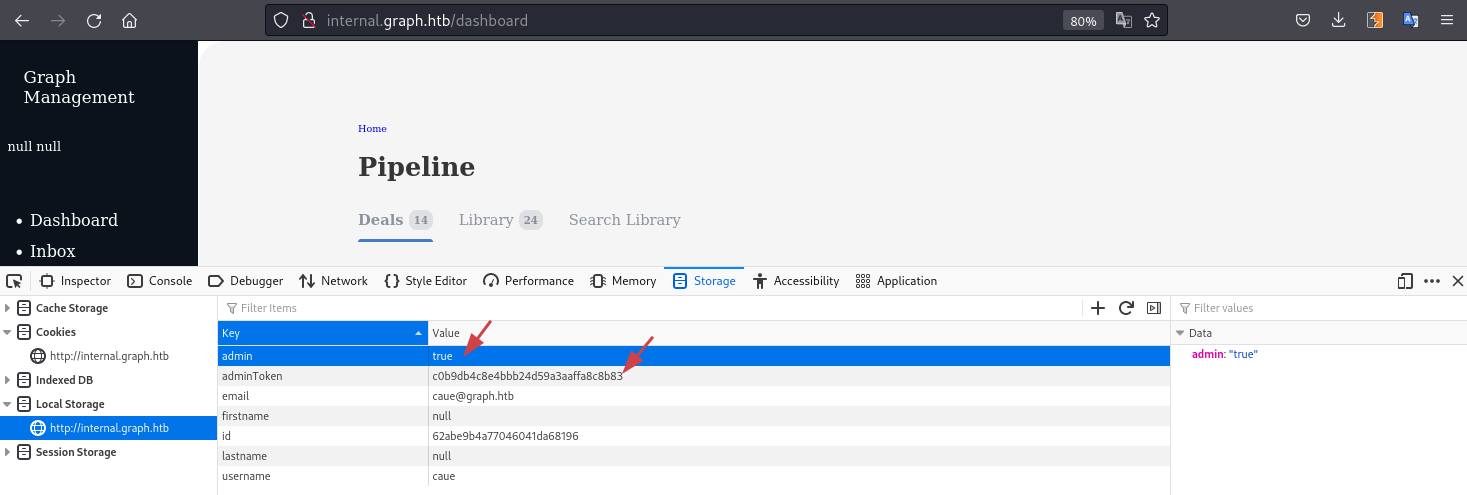 internal.graph.htb/dashboard
80%
Graph
Management
null null
Dashboard
Inbox
Home
Pipeline
Deals 14 Library 24 Search Library
Inspector Console Debugger Network Style Editor Performance Memory Storage Accessibility Application
Cache Storage
Cookies
http://internal.graph.htb
Indexed DB
Local Storage
http://internal.graph.htb
Session Storage
Filter Items
Key Value
admin true
adminToken c0b9db4c8e4bbb24d59a3aaffa8c8b83
email caue@graph.htb
firstname null
id 62abe9b4a77046041da68196
lastname null
username caue
Filter values
Data
admin: "true"